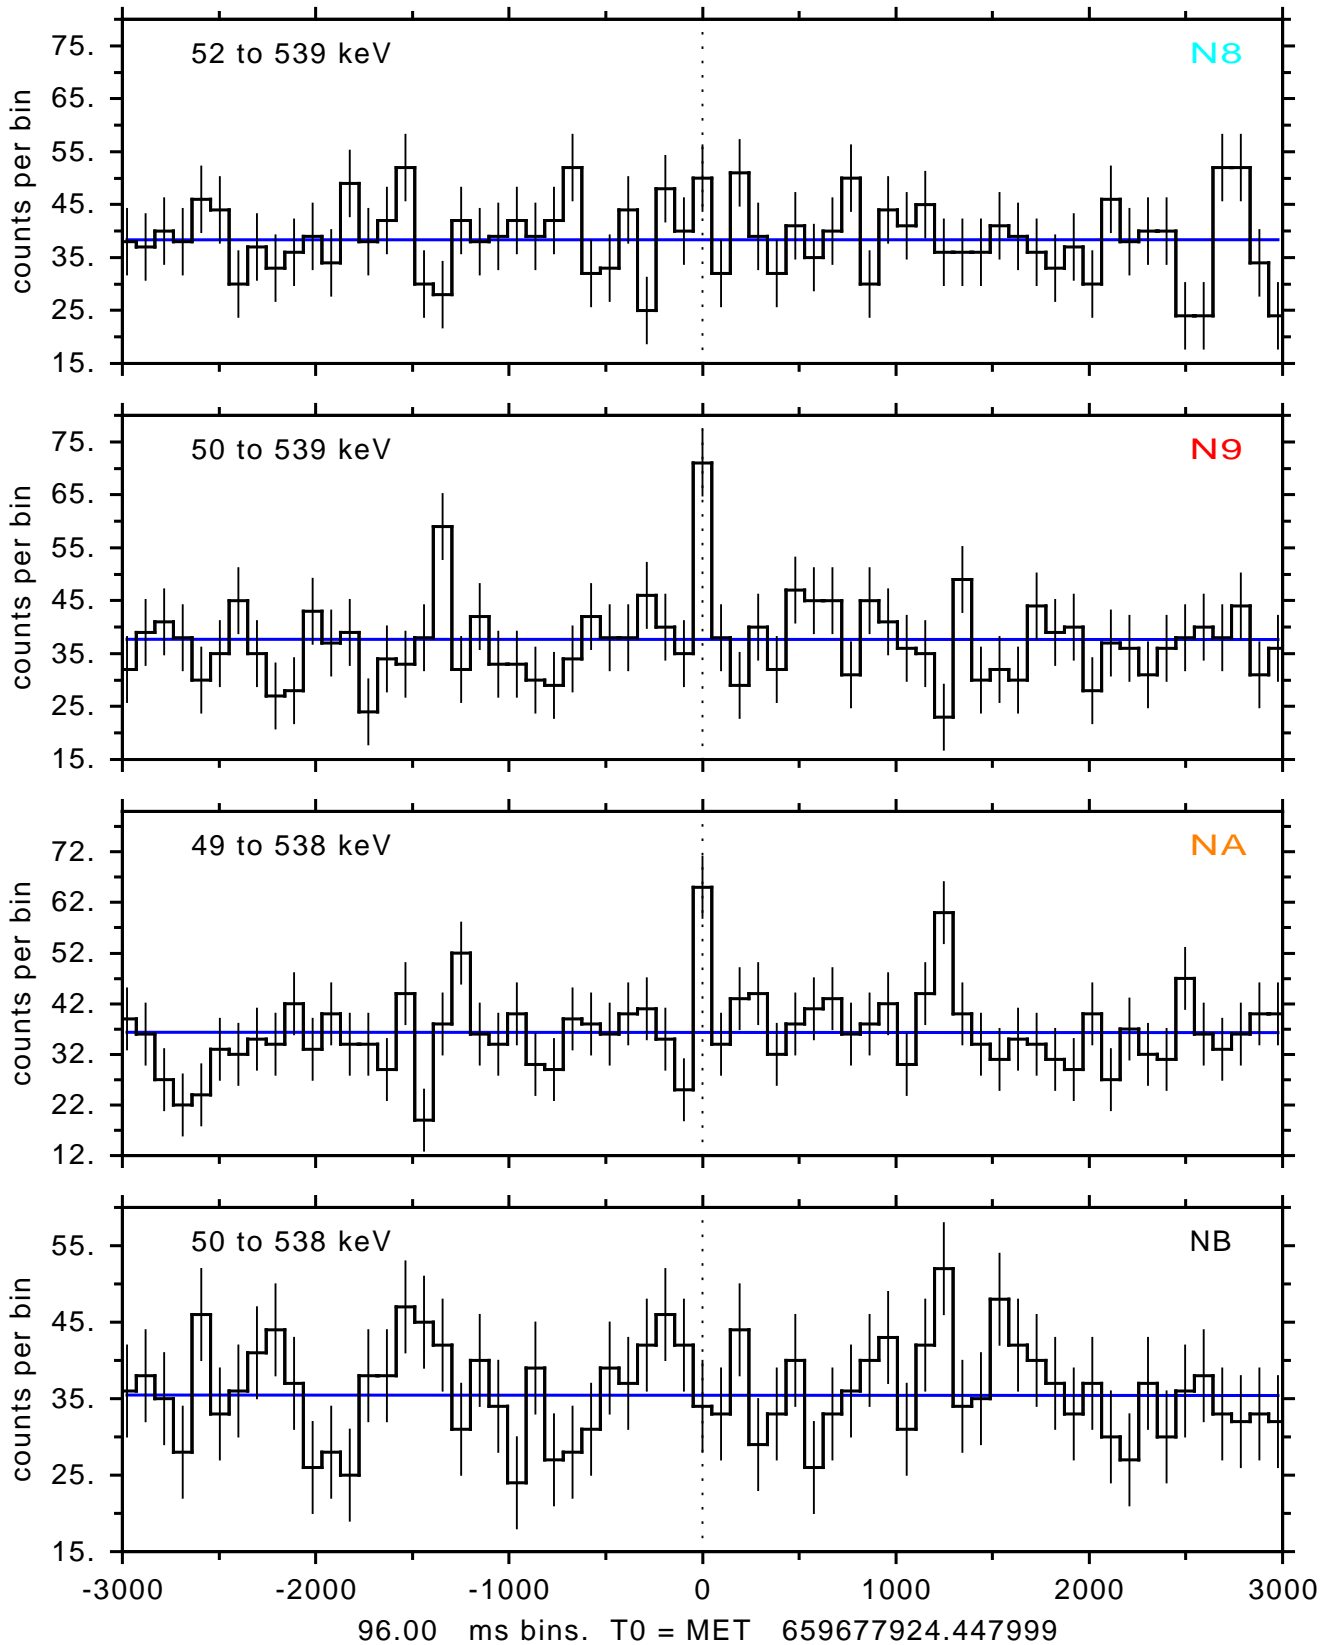 52 to 539 keV N8
75.
65.
55.
45.
35.
25.
15.
counts per bin
50 to 539 keV N9
75.
65.
55.
45.
35.
25.
15.
counts per bin
49 to 538 keV NA
72.
62.
52.
42.
32.
22.
12.
counts per bin
50 to 538 keV NB
55.
45.
35.
25.
15.
counts per bin
-3000 -2000 -1000 0 1000 2000 3000
96.00 ms bins. T0 = MET 659677924.447999